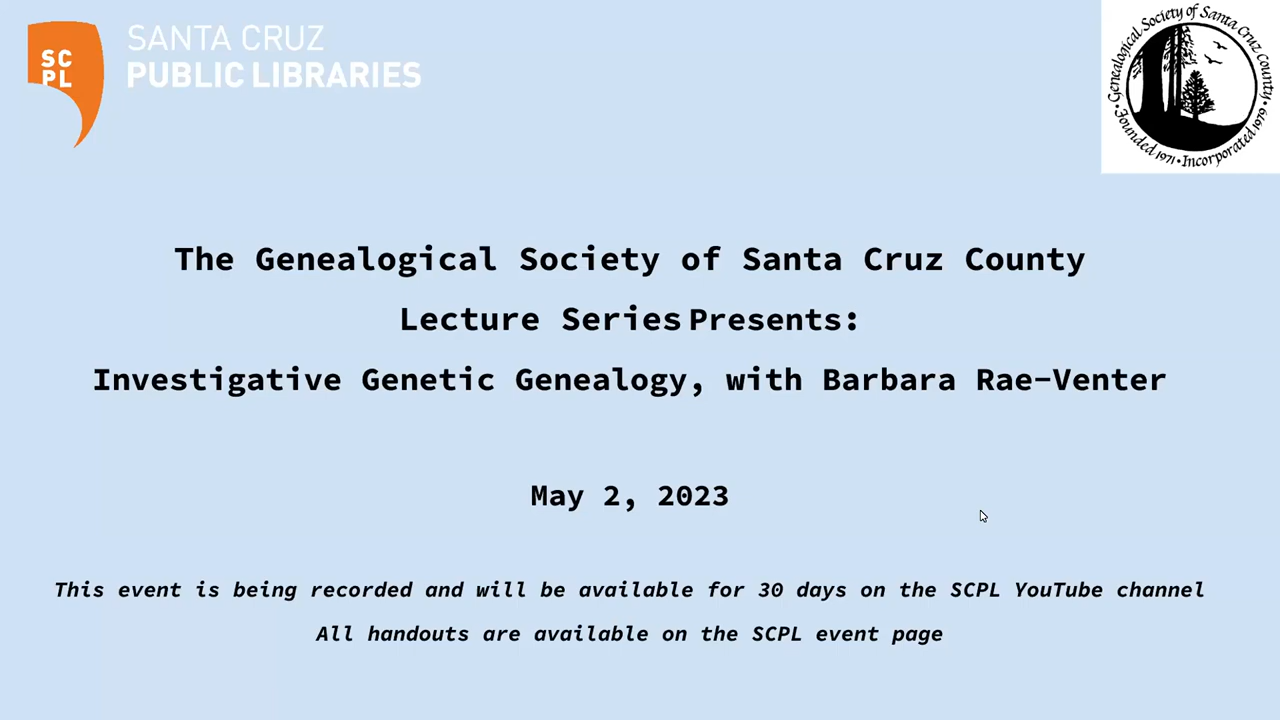 SC
PL
SANTA CRUZ
PUBLIC LIBRARIES
Genealogical Society of Santa Cruz County
• Founded 1971 • Incorporated 1979 •
The Genealogical Society of Santa Cruz County
Lecture Series Presents:
Investigative Genetic Genealogy, with Barbara Rae-Venter
May 2, 2023
This event is being recorded and will be available for 30 days on the SCPL YouTube channel
All handouts are available on the SCPL event page